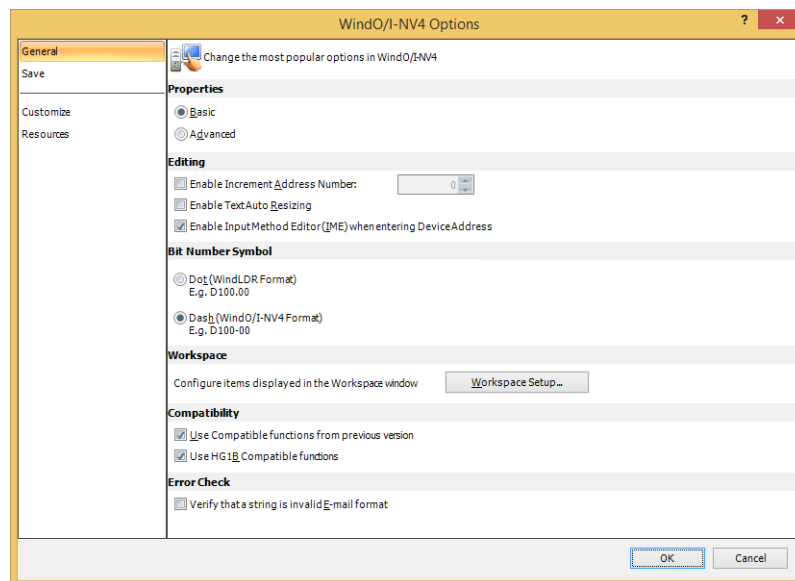 WindO/I-NV4 Options
?
General
Save
Customize
Resources
Change the most popular options in WindO/I-NV4
Properties
Basic
Advanced
Editing
Enable Increment Address Number:
0
Enable Text Auto Resizing
Enable Input Method Editor (IME) when entering Device Address
Bit Number Symbol
Dot (WindLDR Format)
E.g. D100.00
Dash (WindO/I-NV4 Format)
E.g. D100-00
Workspace
Configure items displayed in the Workspace window
Workspace Setup...
Compatibility
Use Compatible functions from previous version
Use HG1B Compatible functions
Error Check
Verify that a string is invalid E-mail format
OK
Cancel